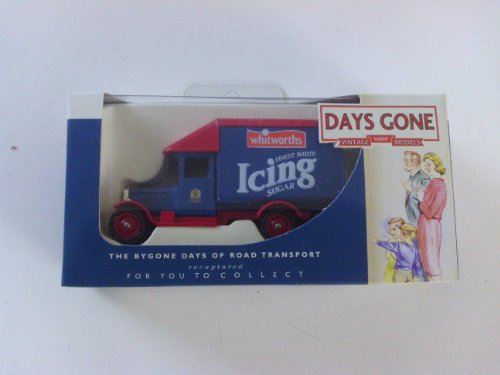 whitworths
FINEST WHITE
Icing
SUGAR
DAYS GONE
VINTAGE LLEDO MODELS
THE BYGONE DAYS OF ROAD TRANSPORT
recaptured
FOR YOU TO COLLECT